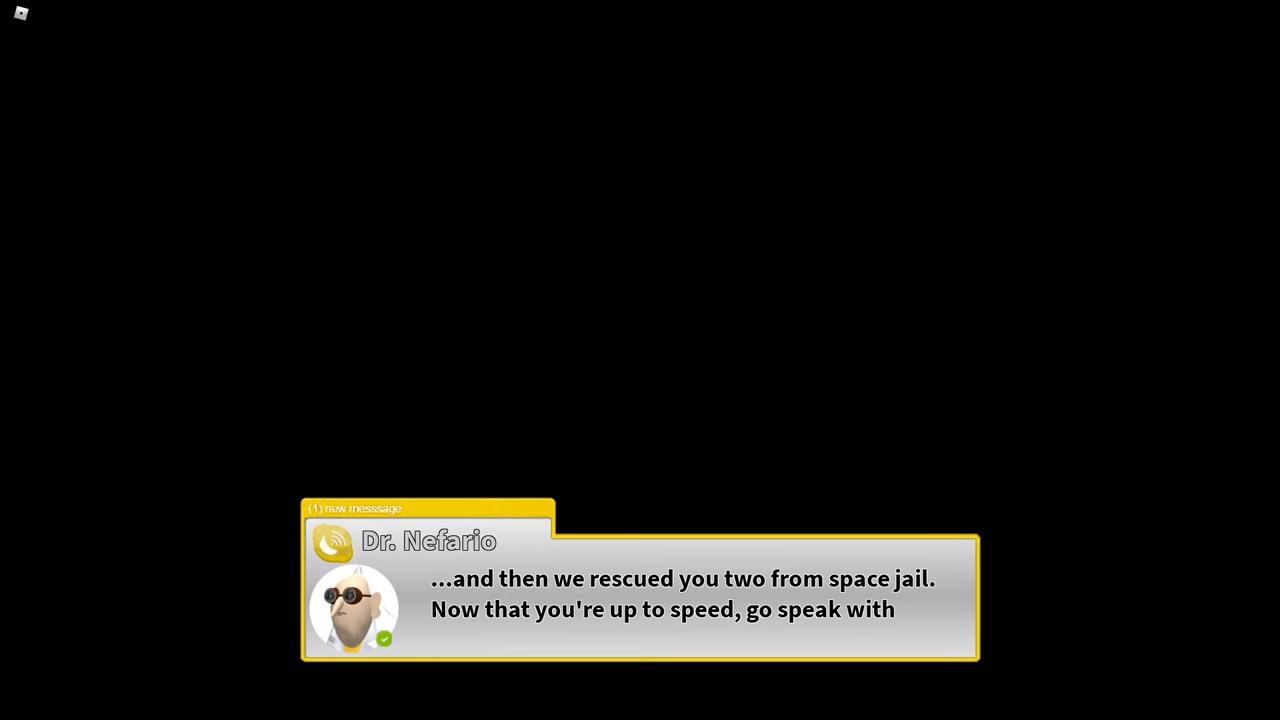 (1) new messsage
Dr. Nefario
...and then we rescued you two from space jail.
Now that you're up to speed, go speak with